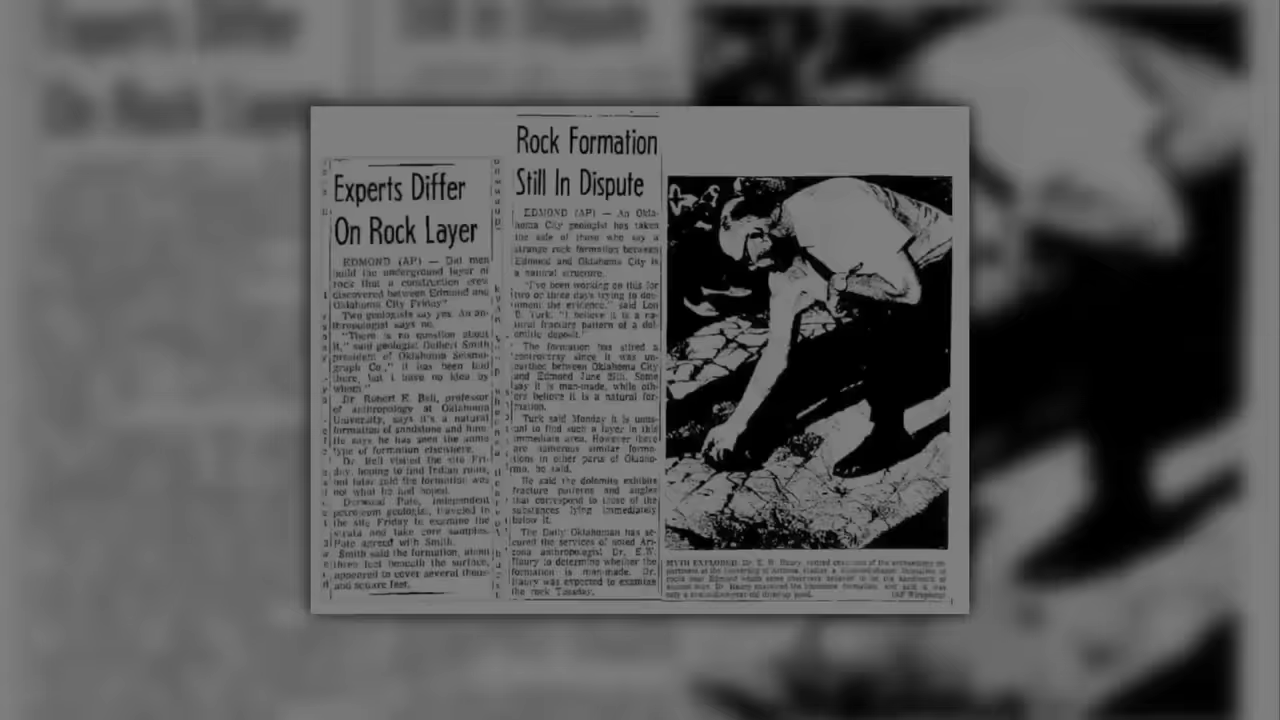 Experts Differ
On Rock Layer
EDMOND (AP) — Did men
build the underground layer of
rock that a construction crew
discovered between Edmond and
Oklahoma City Friday?
Two geologists say yes. An an-
thropologist says no.
"There is no question about
it," said geologist Delbert Smith
president of Oklahoma Seismo-
graph Co., "it has been laid
there, but i have no idea by
whom."
Dr Robert E. Bell, professor
of anthropology at Oklahoma
University, says it's a natural
formation of sandstone and lime.
He says he has seen the same
type of formation elsewhere.
Dr. Bell visited the site Fri-
day, hoping to find Indian ruins,
but later said the formation was
not what he had hoped.
Pate, independent
petroleum geologist, traveled to
the site Friday to examine the
strata and take core samples.
Pate agreed with Smith.
Smith said the formation, about
three feet beneath the surface,
appeared to cover several thous-
and square feet.
Rock Formation
Still In Dispute
EDMOND (AP) — An Okla-
homa City geologist has taken
the side of those who say a
strange rock formation between
Edmond and Oklahoma City is
a natural structure.
"I've been working on this for
two or three days trying to doc-
ument the evidence," said Lon
B. Turk. "I believe it is a na-
tural fracture pattern of a dol-
omitic deposit."
The formation has stirred a
controversy since it was un-
earthed between Oklahoma City
and Edmond June 25th. Some
say it is man-made, while oth-
ers believe it is a natural for-
mation.
Turk said Monday it is unus-
ual to find such a layer in this
immediate area. However there
are numerous similar forma-
tions in other parts of Oklaho-
ma, he said.
He said the dolomite exhibits
fracture patterns and angles
that correspond to those of the
substances lying immediately
below it.
The Daily Oklahoman has se-
cured the services of noted Ari-
zona anthropologist Dr. E.W.
Haury to determine whether the
formation is man-made. Dr.
Haury was expected to examine
the rock Tuesday.
MYTH EXPLORED
(AP Wirephoto)